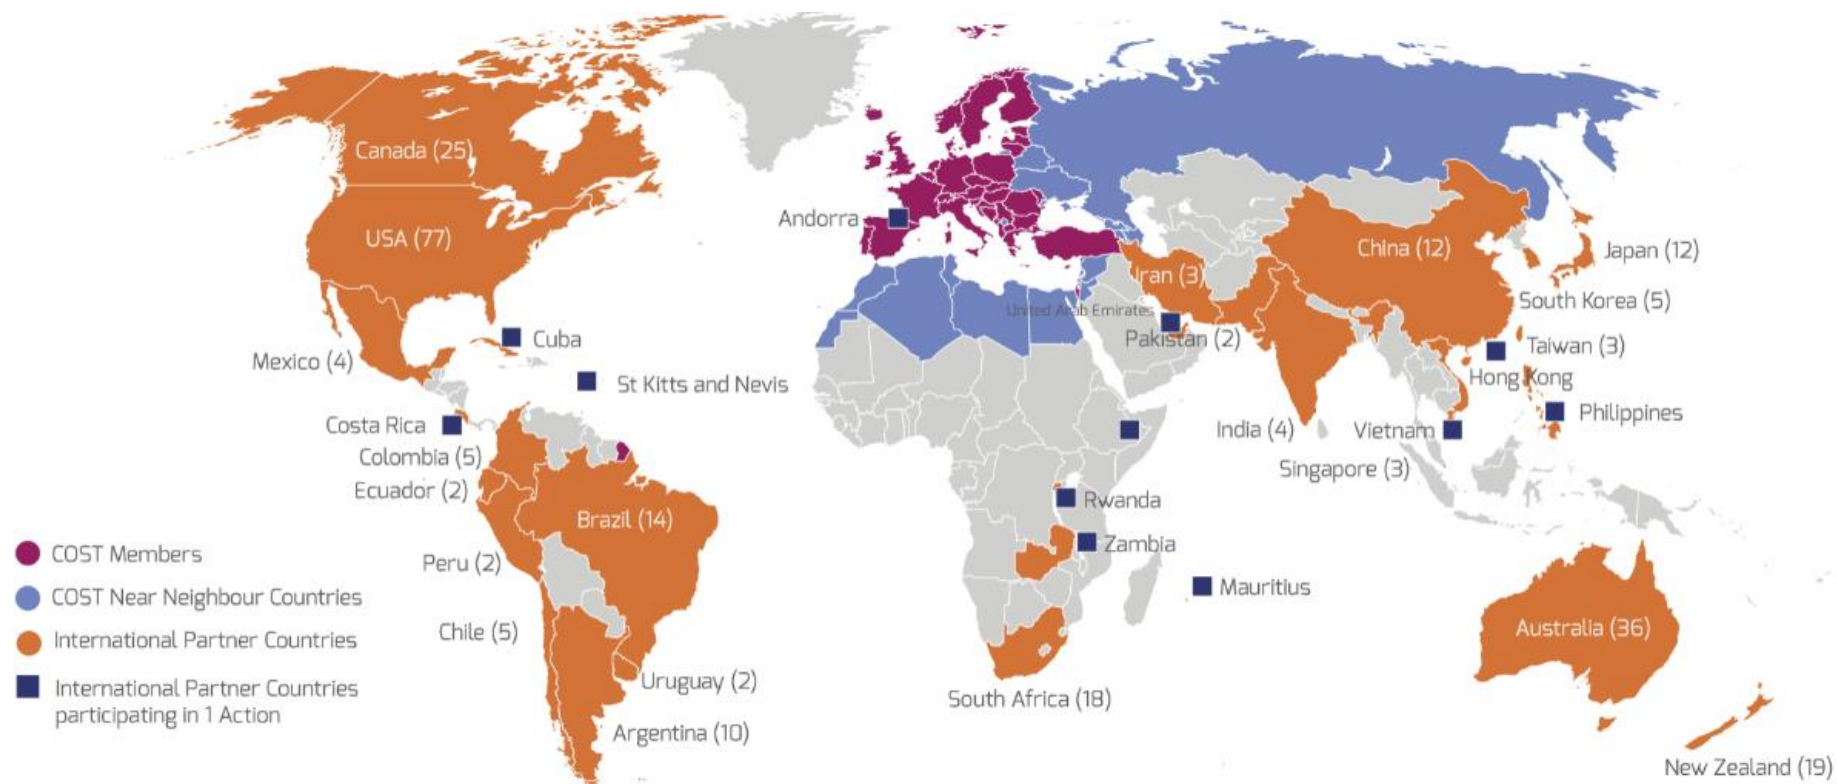 Canada (25)
USA (77)
Andorra
China (12)
Japan (12)
Iran (3)
South Korea (5)
United Arab Emirates
Pakistan (2)
Cuba
Taiwan (3)
Mexico (4)
Hong Kong
St Kitts and Nevis
Philippines
Costa Rica
India (4)
Vietnam
Colombia (5)
Singapore (3)
Ecuador (2)
Rwanda
Brazil (14)
Zambia
COST Members
Peru (2)
Mauritius
COST Near Neighbour Countries
Chile (5)
Australia (36)
International Partner Countries
Uruguay (2)
International Partner Countries
participating in 1 Action
South Africa (18)
Argentina (10)
New Zealand (19)